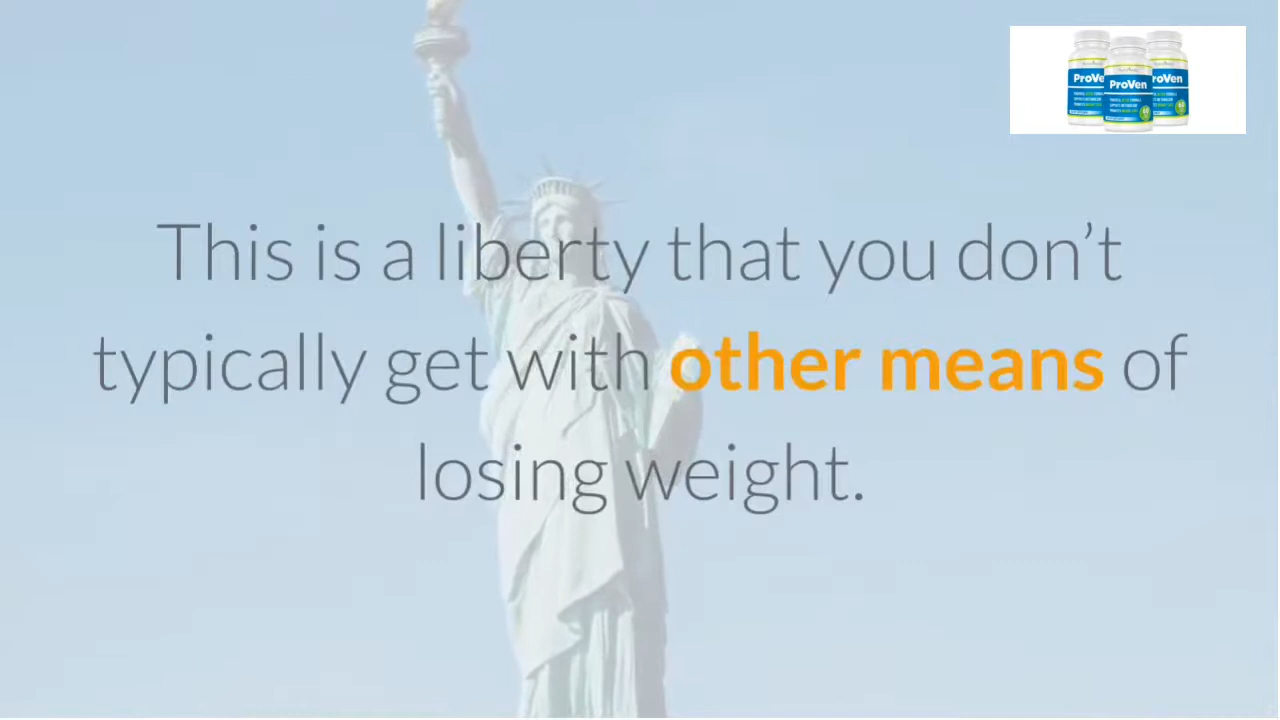 ProVen
ProVen
ProVen
This is a liberty that you don’t
typically get with other means of
losing weight.